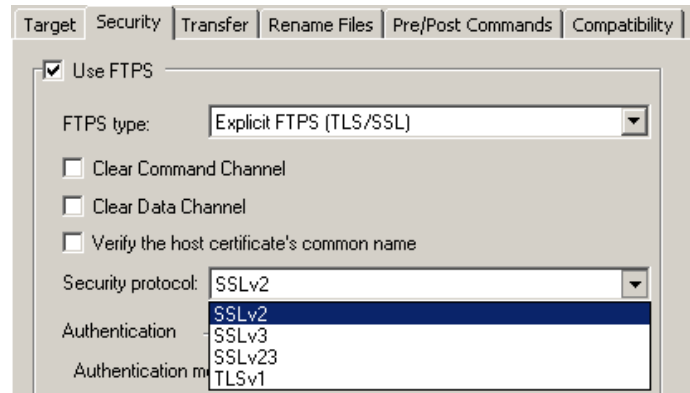 Target Security Transfer Rename Files Pre/Post Commands Compatibility
Use FTPS
FTPS type: Explicit FTPS (TLS/SSL)
Clear Command Channel
Clear Data Channel
Verify the host certificate's common name
Security protocol: SSLv2
SSLv2
Authentication
SSLv3
SSLv23
Authentication m
TLSv1